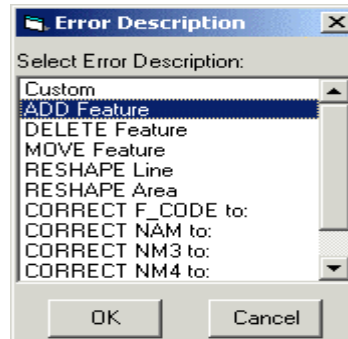 Error Description
Select Error Description:
Custom
ADD Feature
DELETE Feature
MOVE Feature
RESHAPE Line
RESHAPE Area
CORRECT F_CODE to:
CORRECT NAM to:
CORRECT NM3 to:
CORRECT NM4 to:
OK Cancel